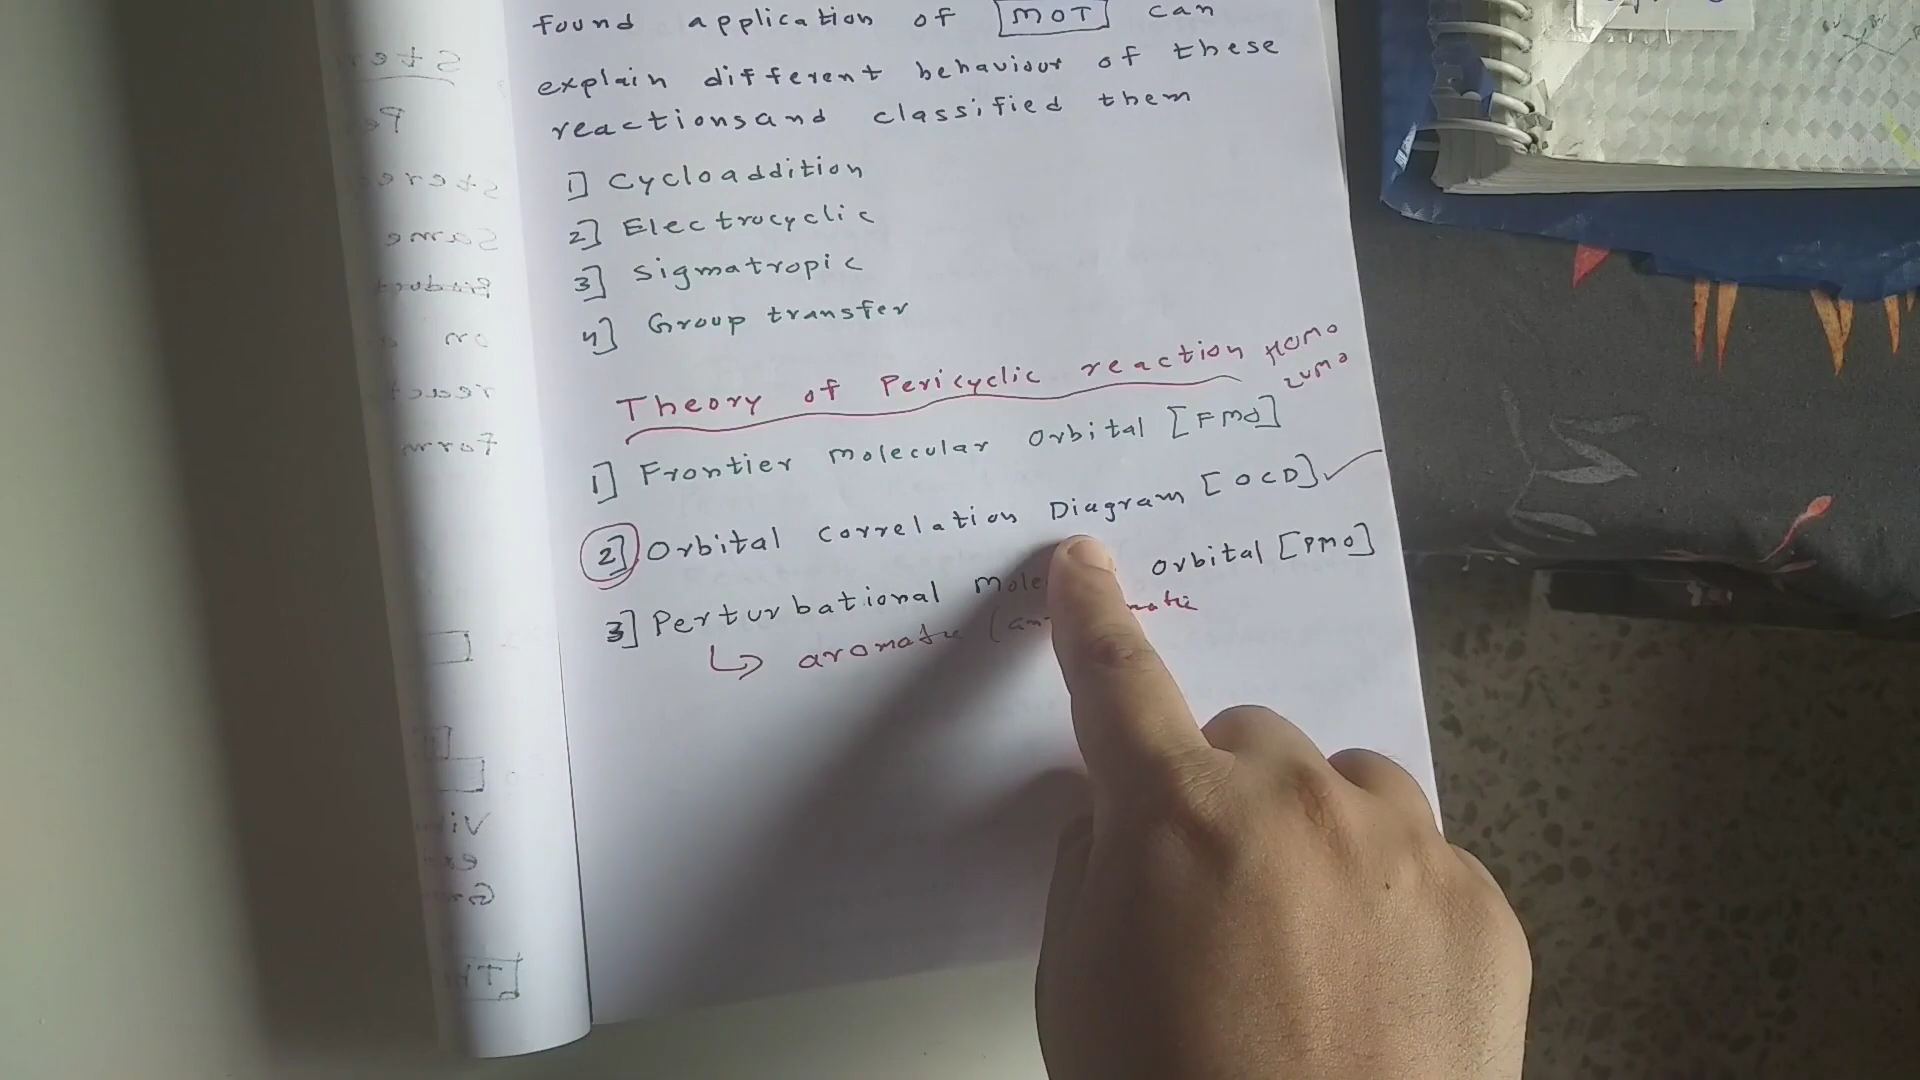 found application of MOT can
explain different behaviour of these
reactions and classified them
1] Cycloaddition
2] Electrocyclic
3] Sigmatropic
4] Group transfer
Theory of Pericyclic reaction HOMO
LUMO
1] Frontier Molecular Orbital [FMO]
2] Orbital Correlation Diagram [OCD] ✓
3] Perturbational Orbital [PMO]
↳ aromatic